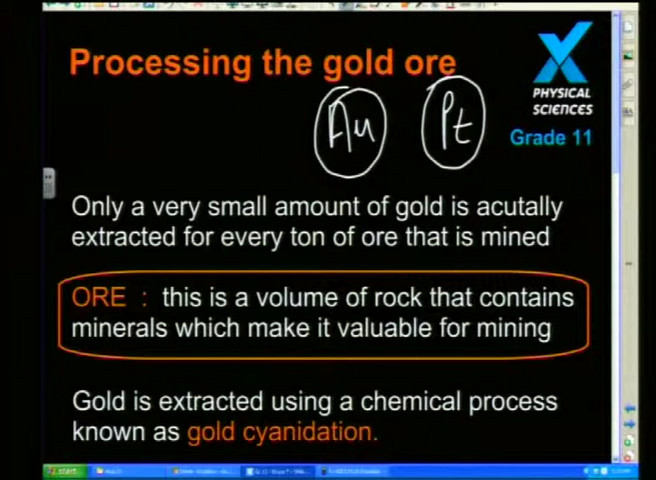 Processing the gold ore
Au Pt
PHYSICAL
SCIENCES
Grade 11
Only a very small amount of gold is acutally
extracted for every ton of ore that is mined
ORE : this is a volume of rock that contains
minerals which make it valuable for mining
Gold is extracted using a chemical process
known as gold cyanidation.
start